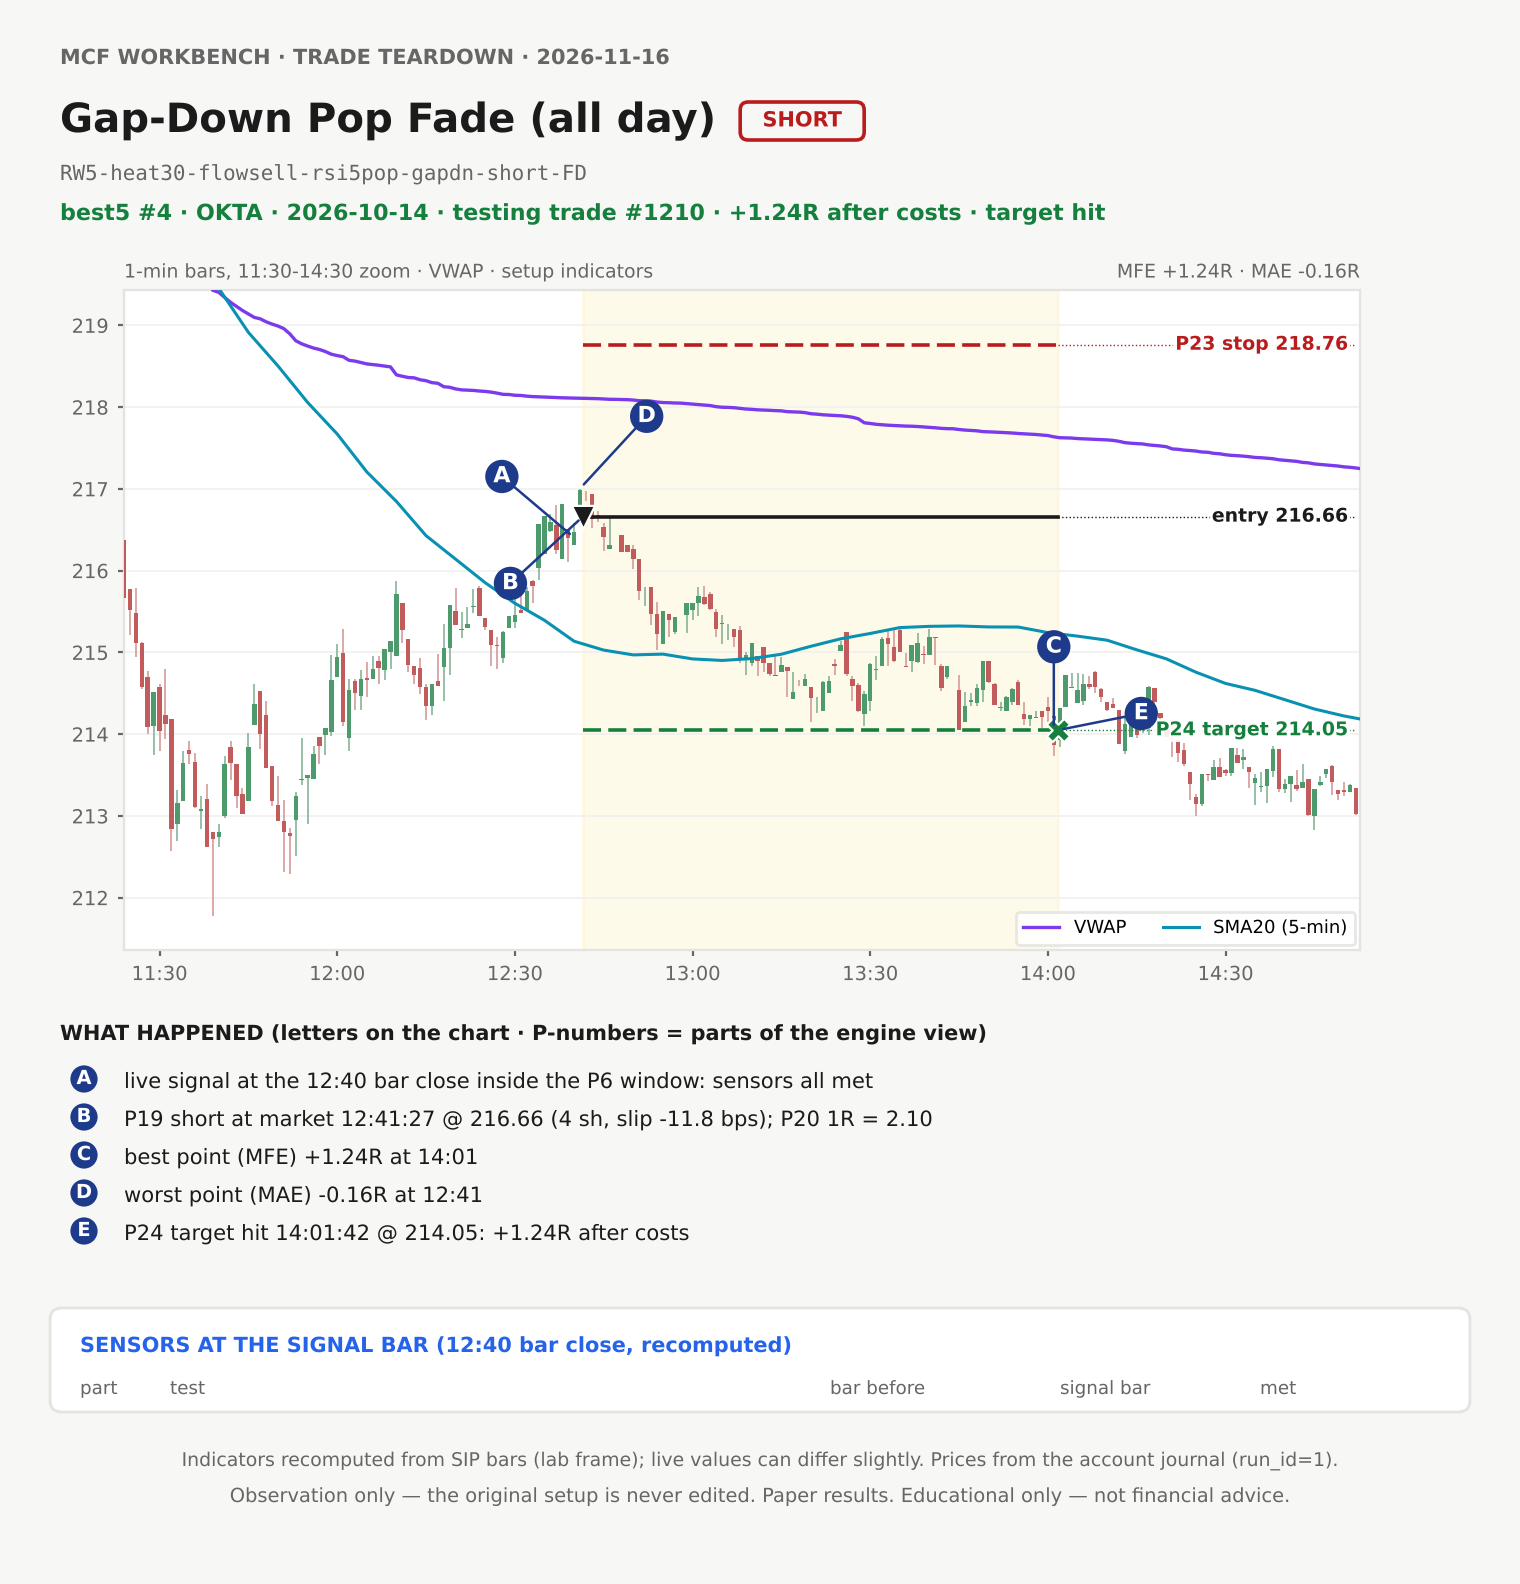 MCF WORKBENCH · TRADE TEARDOWN · 2026-11-16
Gap-Down Pop Fade (all day) SHORT
RW5-heat30-flowsell-rsi5pop-gapdn-short-FD
best5 #4 · OKTA · 2026-10-14 · testing trade #1210 · +1.24R after costs · target hit
1-min bars, 11:30-14:30 zoom · VWAP · setup indicators MFE +1.24R · MAE -0.16R
219
P23 stop 218.76
218
D
A
217
entry 216.66
216
B
215
C
E
214
P24 target 214.05
213
212
VWAP SMA20 (5-min)
11:30 12:00 12:30 13:00 13:30 14:00 14:30
WHAT HAPPENED (letters on the chart · P-numbers = parts of the engine view)
A live signal at the 12:40 bar close inside the P6 window: sensors all met
B P19 short at market 12:41:27 @ 216.66 (4 sh, slip -11.8 bps); P20 1R = 2.10
C best point (MFE) +1.24R at 14:01
D worst point (MAE) -0.16R at 12:41
E P24 target hit 14:01:42 @ 214.05: +1.24R after costs
SENSORS AT THE SIGNAL BAR (12:40 bar close, recomputed)
part test bar before signal bar met
Indicators recomputed from SIP bars (lab frame); live values can differ slightly. Prices from the account journal (run_id=1).
Observation only — the original setup is never edited. Paper results. Educational only — not financial advice.